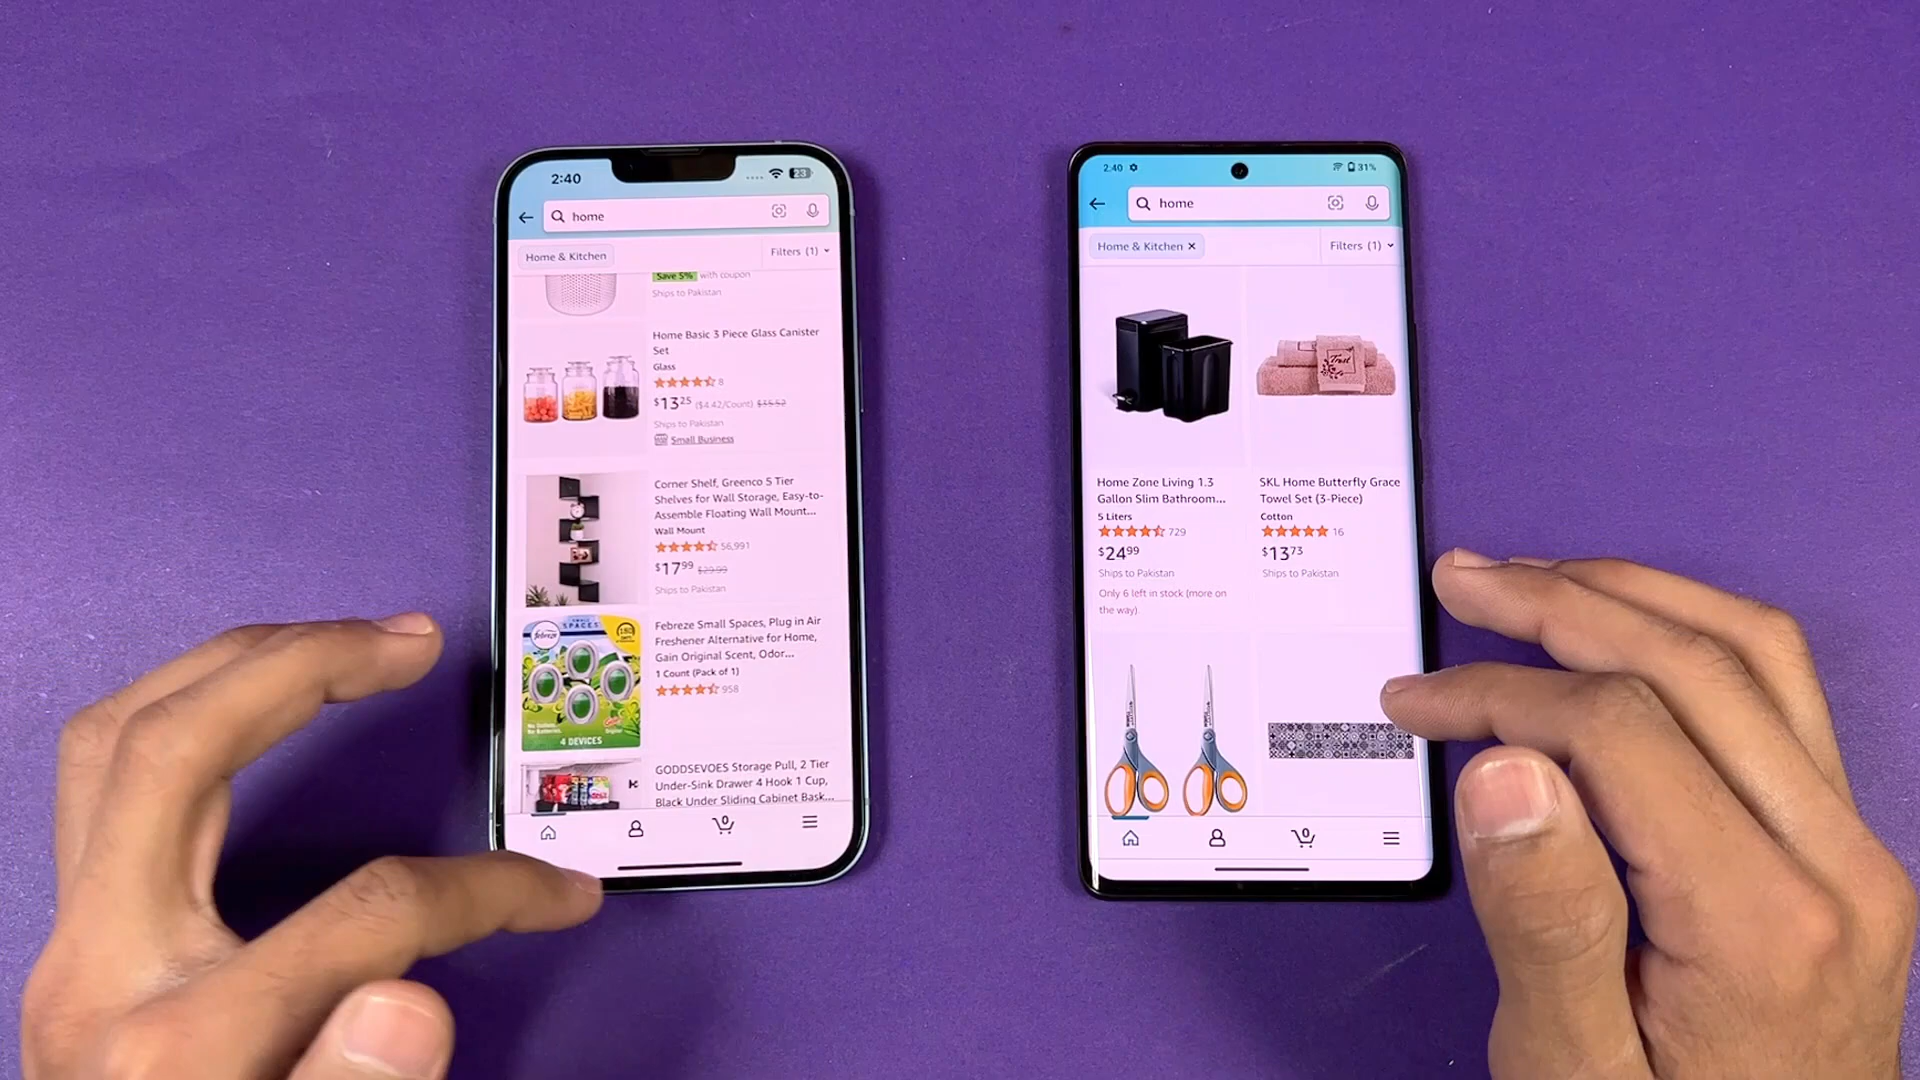 2:40
23
home
Home & Kitchen
Filters (1)
Save 5% with coupon
Ships to Pakistan
Home Basic 3 Piece Glass Canister
Set
Glass
8
$13 25 ($4.42/Count) $35.52
Ships to Pakistan
Small Business
Corner Shelf, Greenco 5 Tier
Shelves for Wall Storage, Easy-to-
Assemble Floating Wall Mount...
Wall Mount
56,991
$17 99 $29.99
Ships to Pakistan
SPACES
febreze
180
4 DEVICES
Febreze Small Spaces, Plug in Air
Freshener Alternative for Home,
Gain Original Scent, Odor...
1 Count (Pack of 1)
958
GODDSEVOES Storage Pull, 2 Tier
Under-Sink Drawer 4 Hook 1 Cup,
Black Under Sliding Cabinet Bask...
0
2:40
31%
home
Home & Kitchen ×
Filters (1)
Home Zone Living 1.3
Gallon Slim Bathroom...
5 Liters
729
$24 99
Ships to Pakistan
Only 6 left in stock (more on
the way).
Trust
SKL Home Butterfly Grace
Towel Set (3-Piece)
Cotton
16
$13 73
Ships to Pakistan
0